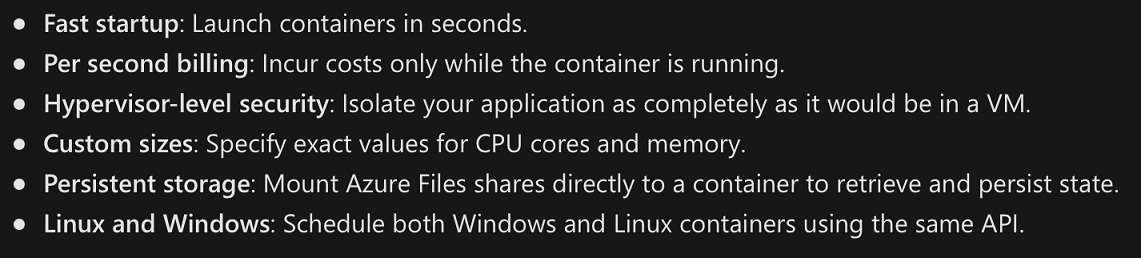 ● Fast startup: Launch containers in seconds.
● Per second billing: Incur costs only while the container is running.
● Hypervisor-level security: Isolate your application as completely as it would be in a VM.
● Custom sizes: Specify exact values for CPU cores and memory.
● Persistent storage: Mount Azure Files shares directly to a container to retrieve and persist state.
● Linux and Windows: Schedule both Windows and Linux containers using the same API.